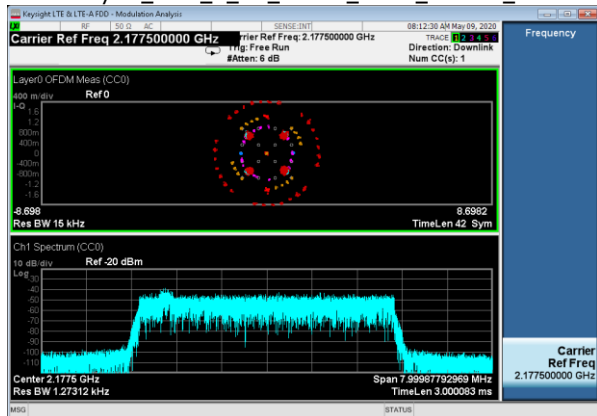 Keysight LTE & LTE-A FDD - Modulation Analysis
RF 50 Ω AC SENSE:INT 08:12:30 AM May 09, 2020
Carrier Ref Freq 2.177500000 GHz
Carrier Ref Freq: 2.177500000 GHz
Trig: Free Run
#Atten: 6 dB
TRACE 1 2 3 4 5 6
Direction: Downlink
Num CC(s): 1
Frequency
Layer0 OFDM Meas (CC0)
400 m/div Ref 0
I-Q
1.6
1.2
800m
400m
0
-400m
-800m
-1.2
-1.6
-8.698 8.6982
Res BW 15 kHz TimeLen 42 Sym
Ch1 Spectrum (CC0)
10 dB/div Ref -20 dBm
Log
-30
-40
-50
-60
-70
-80
-90
-100
-110
Center 2.1775 GHz Span 7.99987792969 MHz
Res BW 1.27312 kHz TimeLen 3.000083 ms
Carrier
Ref Freq
2.177500000 GHz
MSG STATUS